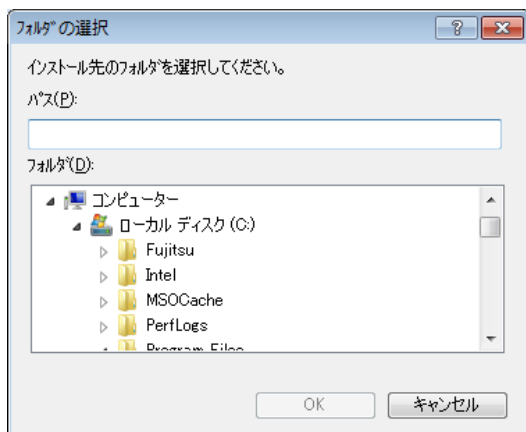 フォルダの選択
インストール先のフォルダを選択してください。
パス(P):
フォルダ(D):
コンピューター
ローカル ディスク (C:)
Fujitsu
Intel
MSOCache
PerfLogs
Program Files
OK
キャンセル